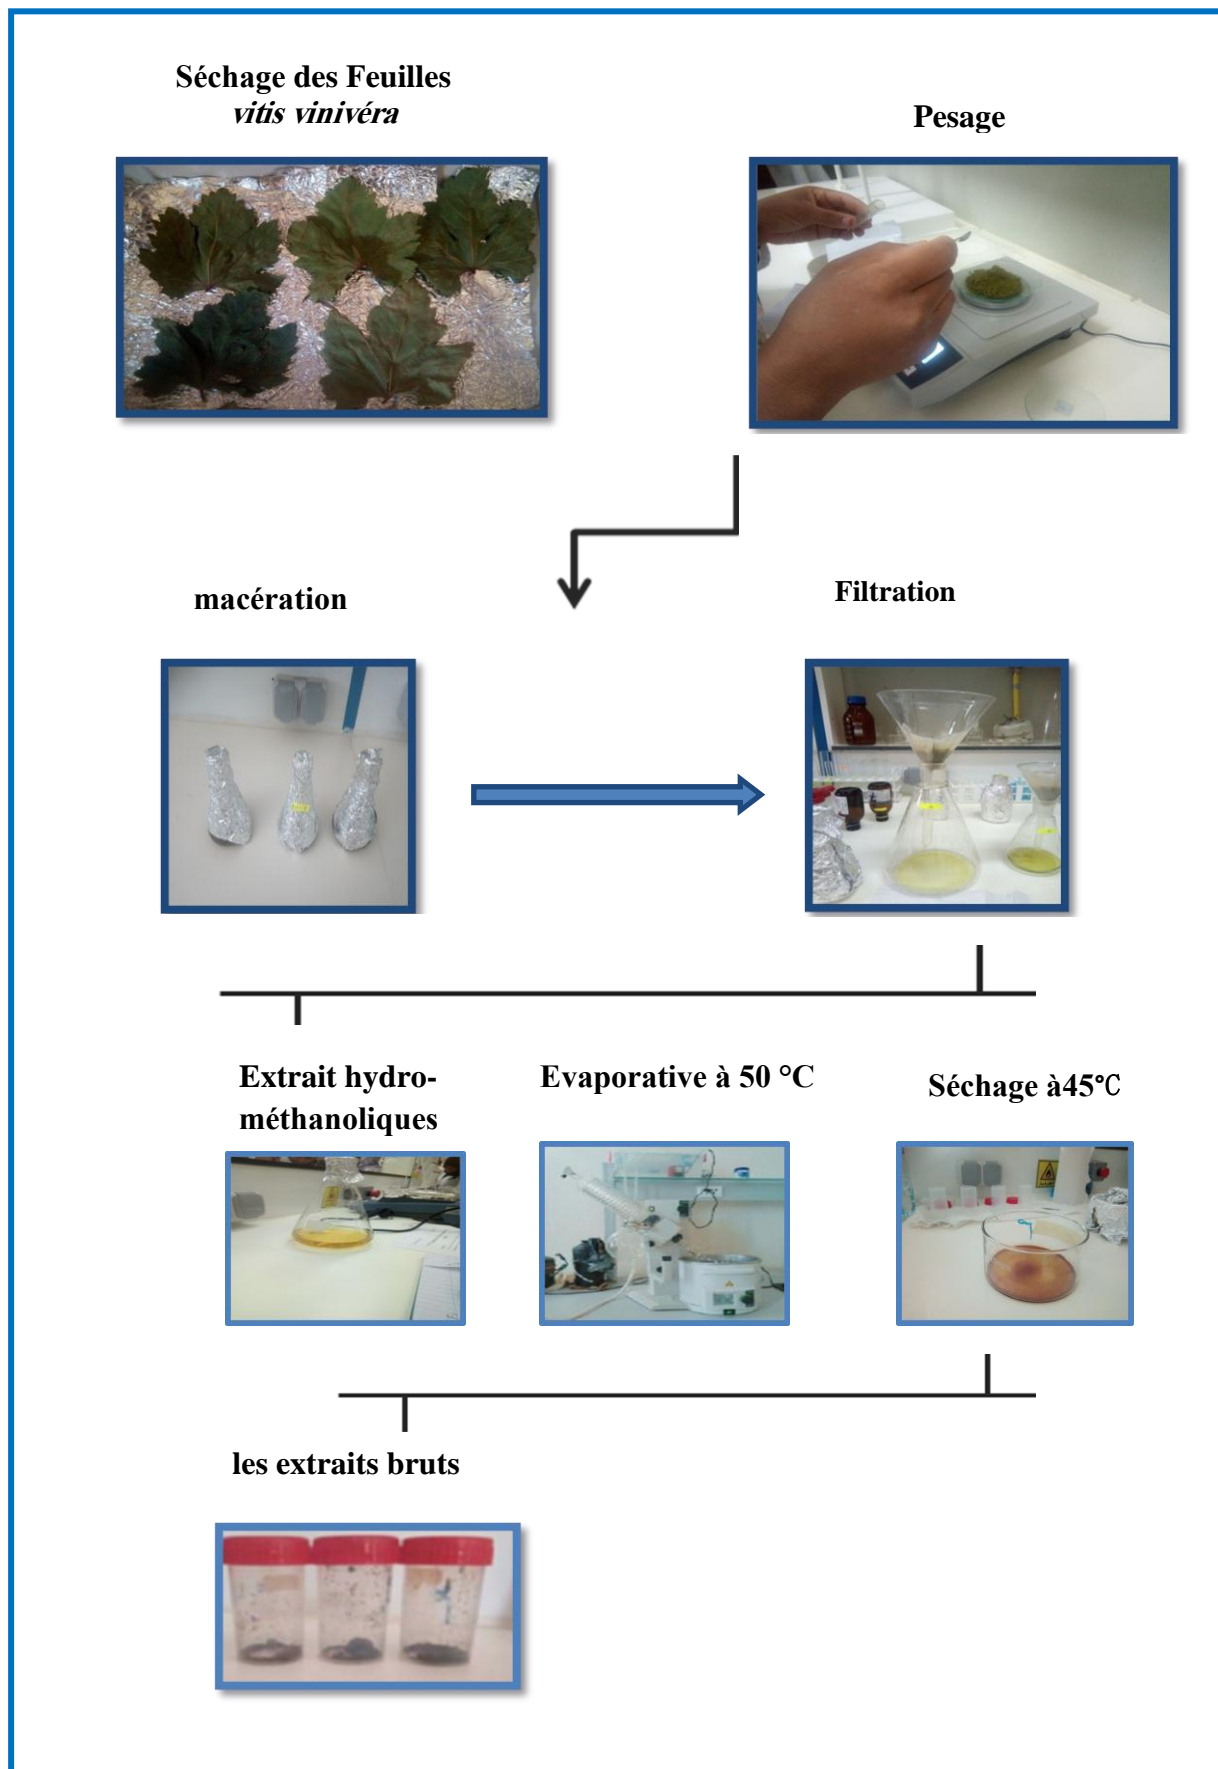 Séchage des Feuilles
vitis vinivéra
Pesage
macération
Filtration
Extrait hydro-
méthanoliques
Evaporative à 50 °C
Séchage à45℃
les extraits bruts